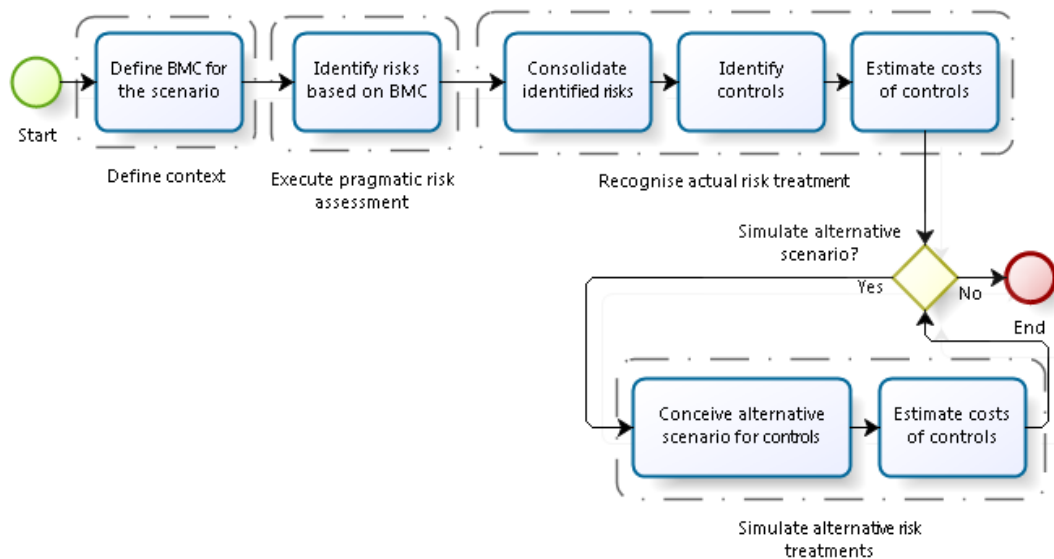 Define BMC for
the scenario
Identify risks
based on BMC
Consolidate
identified risks
Identify
controls
Estimate costs
of controls
Start
Define context
Execute pragmatic risk
assessment
Recognise actual risk treatment
Simulate alternative
scenario?
Yes
No
End
Conceive alternative
scenario for controls
Estimate costs
of controls
Simulate alternative risk
treatments